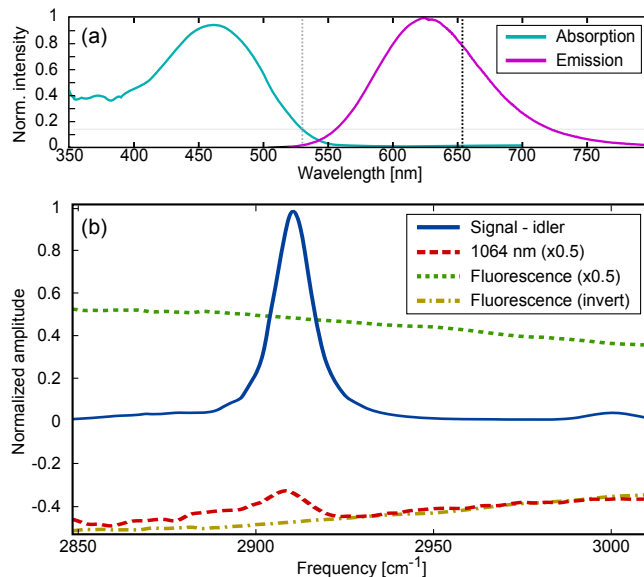 (a)
Absorption
Emission
Norm. intensity
1
0.8
0.6
0.4
0.2
0
350
400
450
500
550
600
650
700
Wavelength [nm]
(b)
Signal - idler
1064 nm (x0.5)
Fluorescence (x0.5)
Fluorescence (invert)
Normalized amplitude
1
0.8
0.6
0.4
0.2
0
-0.2
-0.4
2850
2900
2950
3000
Frequency [cm⁻¹]